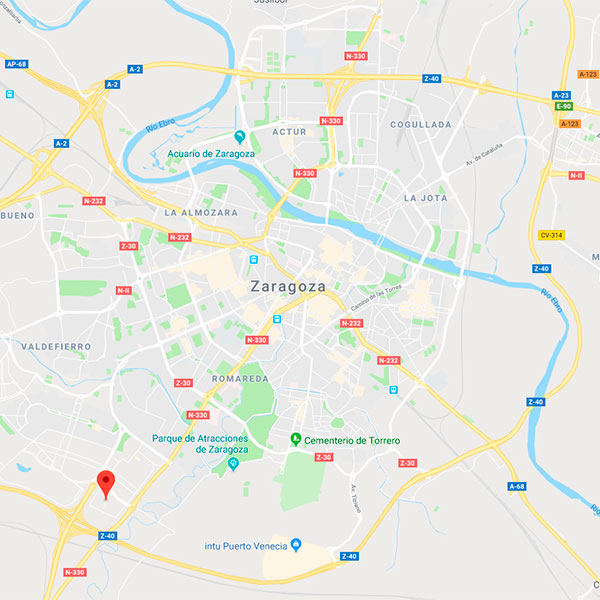 AP-68
A-2
A-2
A-2
Río Ebro
Acuario de Zaragoza
ACTUR
N-330
N-330
N-330
Z-40
COGULLADA
A-123
A-23
E-90
A-123
Av. de Cataluña
N-II
LA JOTA
BUENO
N-232
LA ALMOZARA
N-232
Z-30
CV-314
Z-40
N-II
Zaragoza
Camino de las Torres
Río Ebro
N-232
VALDEFIERRO
N-330
N-232
ROMAREDA
Z-30
Z-40
N-330
Parque de Atracciones
de Zaragoza
Cementerio de Torrero
Z-30
Z-30
A-68
Av. Tiziano
Z-40
intu Puerto Venecia
Z-40
N-330